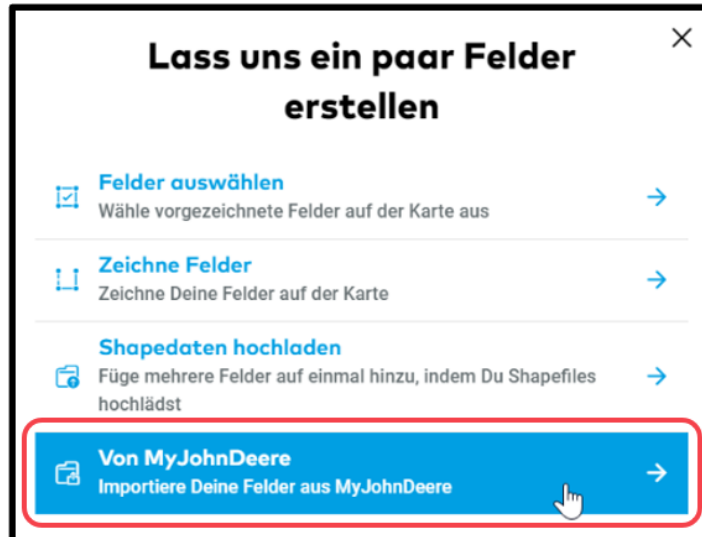 Lass uns ein paar Felder
erstellen
Felder auswählen
Wähle vorgezeichnete Felder auf der Karte aus
Zeichne Felder
Zeichne Deine Felder auf der Karte
Shapedaten hochladen
Füge mehrere Felder auf einmal hinzu, indem Du Shapefiles
hochlädst
Von MyJohnDeere
Importiere Deine Felder aus MyJohnDeere